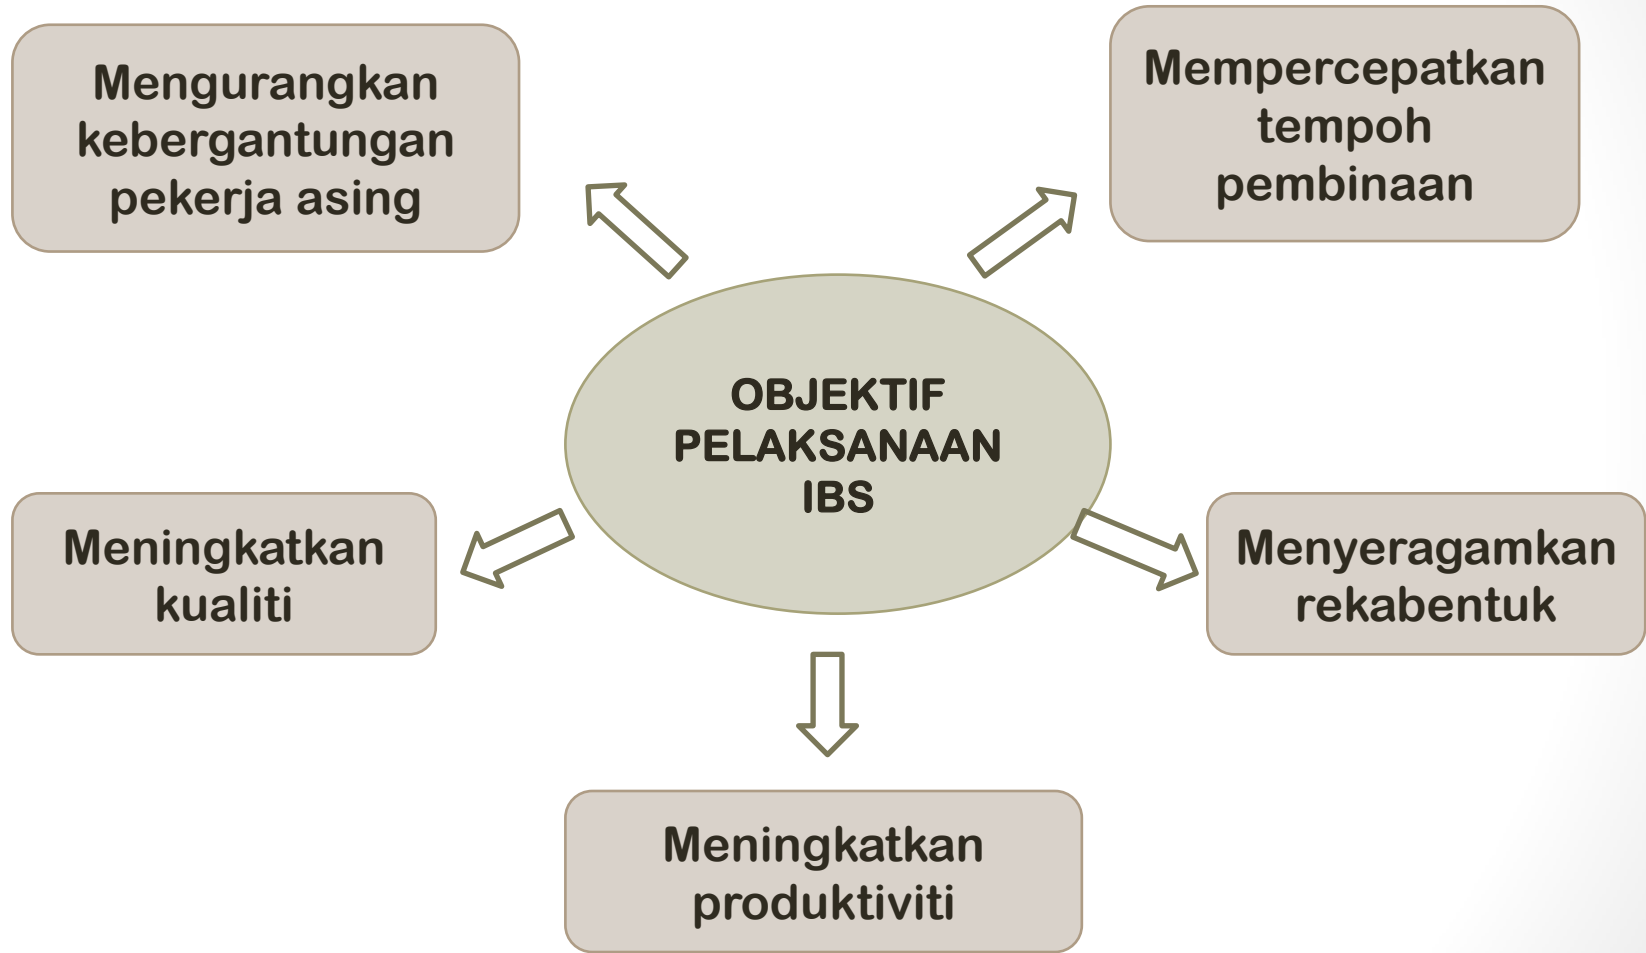 Mengurangkan
kebergantungan
pekerja asing
Mempercepatkan
tempoh
pembinaan
OBJEKTIF
PELAKSANAAN
IBS
Meningkatkan
kualiti
Menyeragamkan
rekabentuk
Meningkatkan
produktiviti